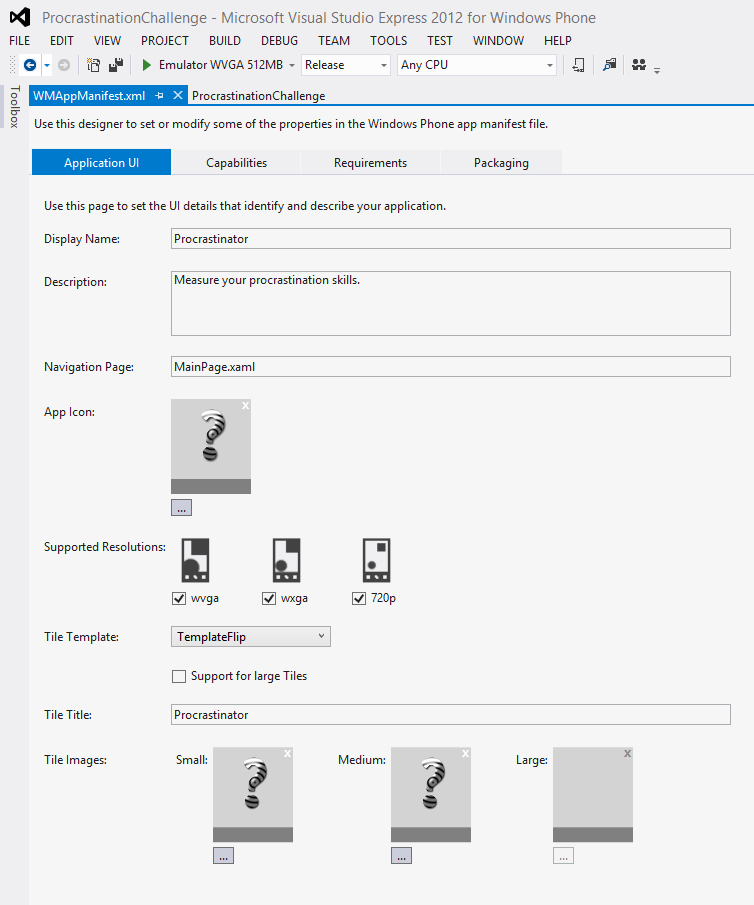 ProcrastinationChallenge - Microsoft Visual Studio Express 2012 for Windows Phone
FILE EDIT VIEW PROJECT BUILD DEBUG TEAM TOOLS TEST WINDOW HELP
Emulator WVGA 512MB Release Any CPU
Toolbox
WMAppManifest.xml ProcrastinationChallenge
Use this designer to set or modify some of the properties in the Windows Phone app manifest file.
Application UI Capabilities Requirements Packaging
Use this page to set the UI details that identify and describe your application.
Display Name: Procrastinator
Description: Measure your procrastination skills.
Navigation Page: MainPage.xaml
App Icon:
x
...
Supported Resolutions:
wvga wxga 720p
Tile Template: TemplateFlip
Support for large Tiles
Tile Title: Procrastinator
Tile Images: Small: x Medium: x Large: x
... ... ...